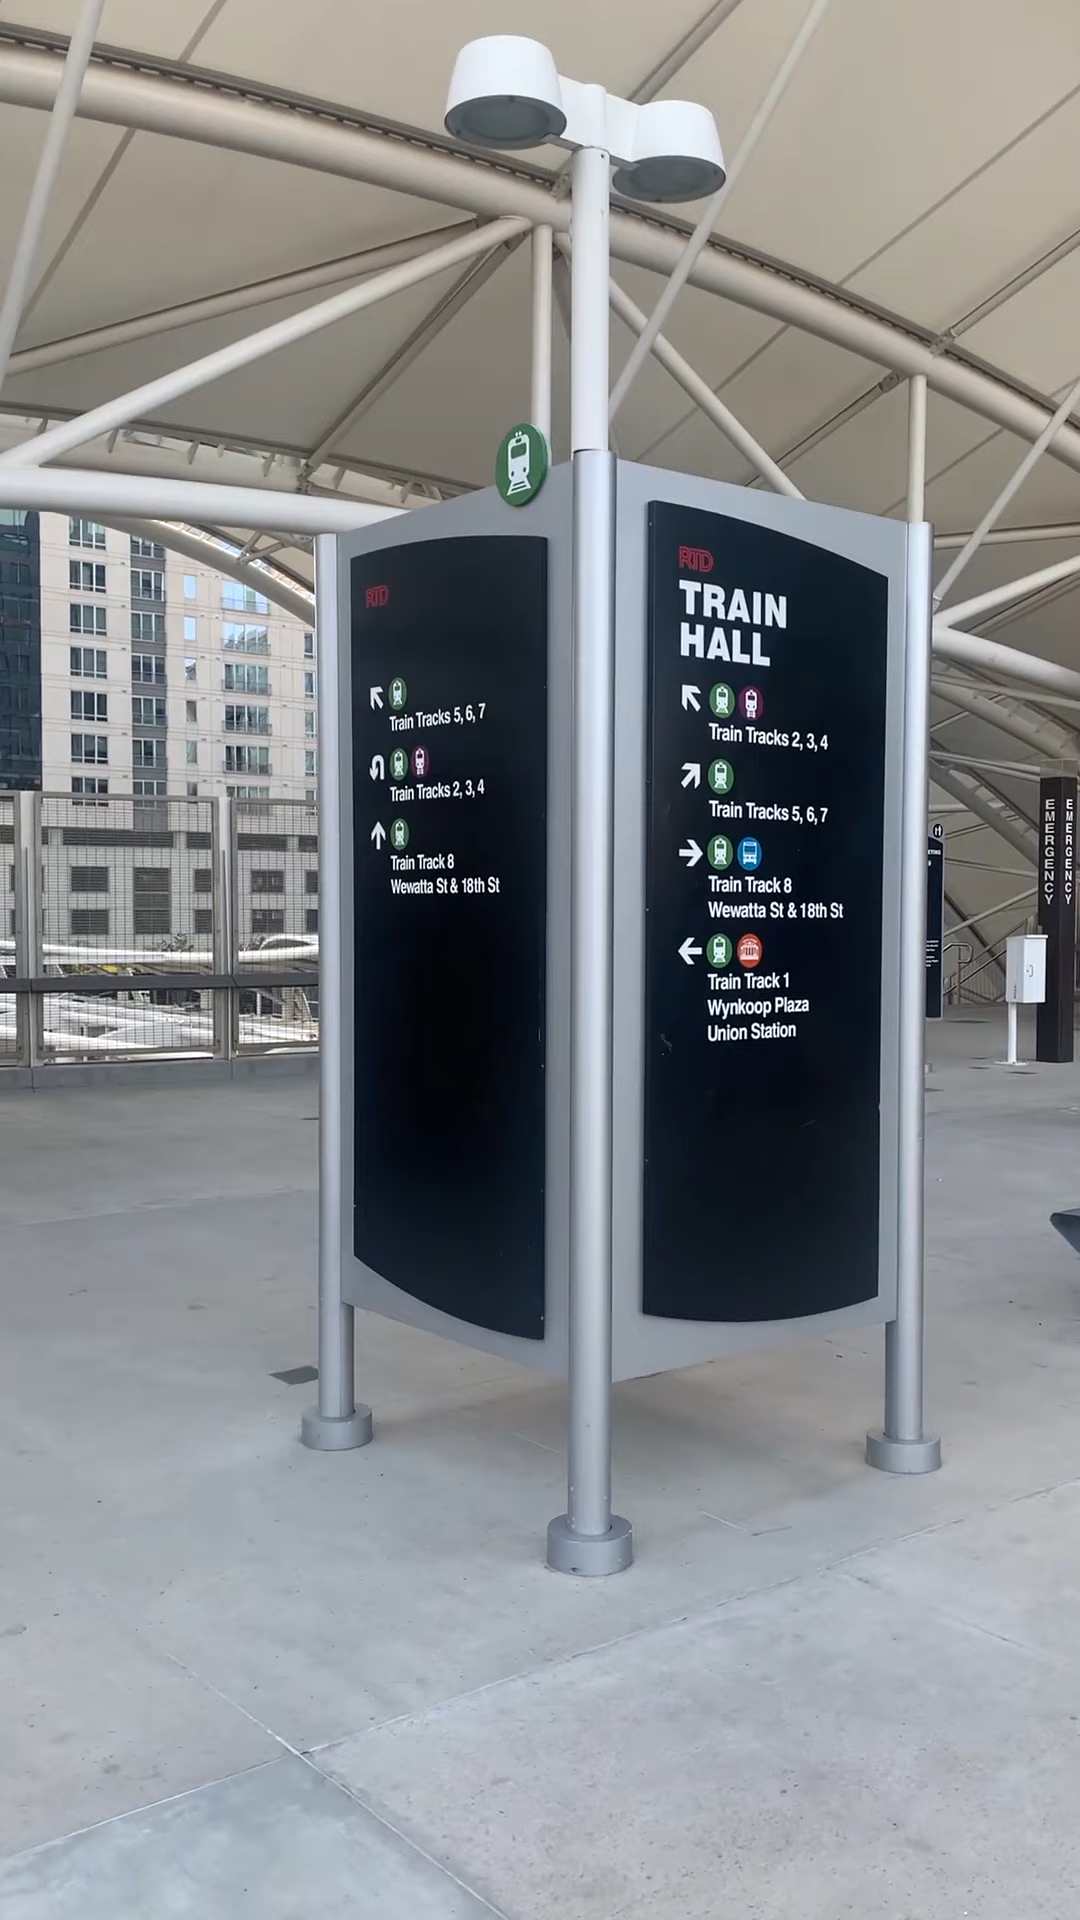 RTD
Train Tracks 5, 6, 7
Train Tracks 2, 3, 4
Train Track 8
Wewatta St & 18th St
RTD
TRAIN
HALL
Train Tracks 2, 3, 4
Train Tracks 5, 6, 7
Train Track 8
Wewatta St & 18th St
Train Track 1
Wynkoop Plaza
Union Station
EMERGENCY
EMERGENCY